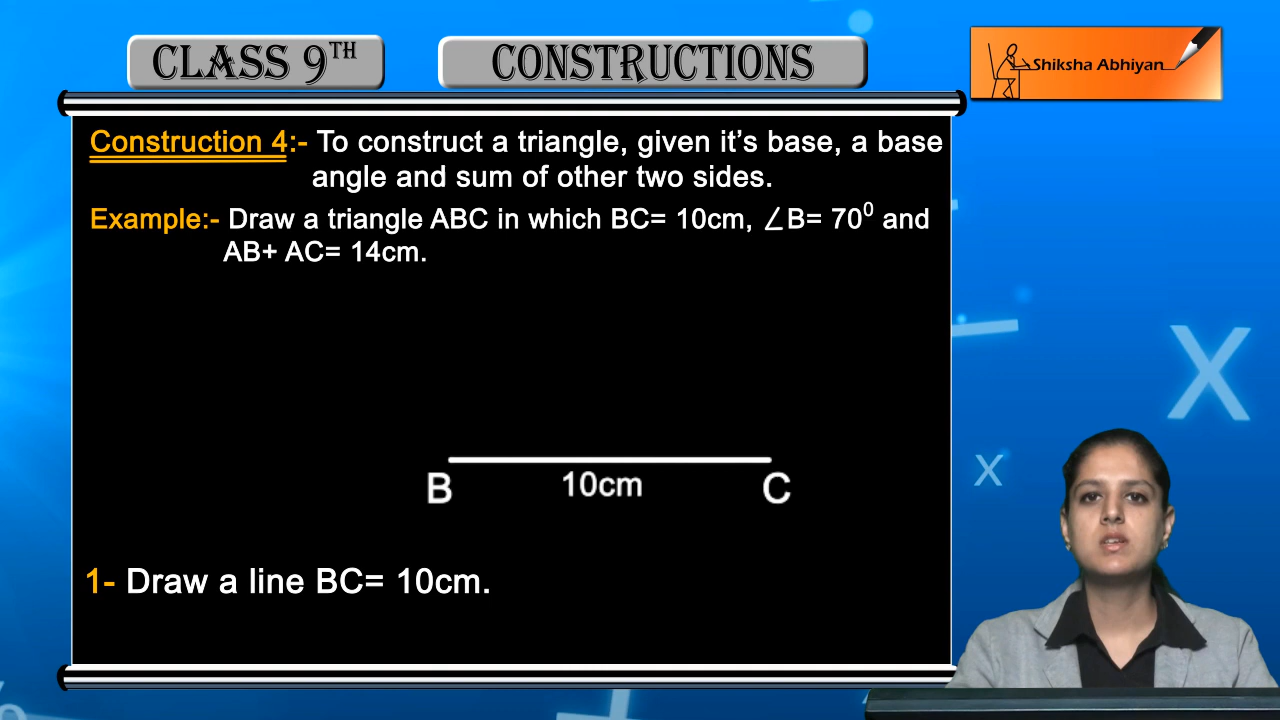 CLASS 9TH
CONSTRUCTIONS
Shiksha Abhiyan
Construction 4:- To construct a triangle, given it's base, a base
angle and sum of other two sides.
Example:- Draw a triangle ABC in which BC= 10cm, ∠B= 70⁰ and
AB+ AC= 14cm.
B 10cm C
1- Draw a line BC= 10cm.